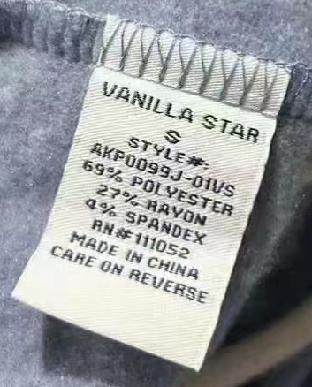 VANILLA STAR
S
STYLE#:
AKP0099J-01VS
69% POLYESTER
27% RAYON
4% SPANDEX
RN#111052
MADE IN CHINA
CARE ON REVERSE